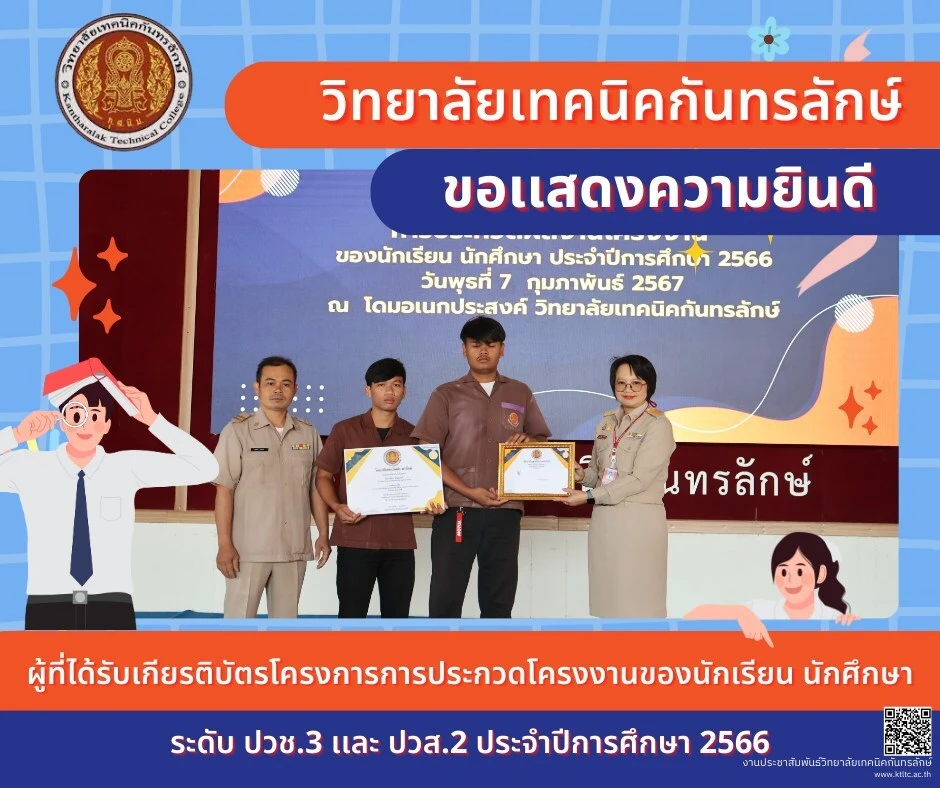 วิทยาลัยเทคนิคกันทรลักษ์
Kantharalak Technical College
วิทยาลัยเทคนิคกันทรลักษ์
ขอแสดงความยินดี
ของนักเรียน นักศึกษา ประจำปีการศึกษา 2566
วันพุธที่ 7 กุมภาพันธ์ 2567
ณ โดมอเนกประสงค์ วิทยาลัยเทคนิคกันทรลักษ์
นทรลักษ์
ผู้ที่ได้รับเกียรติบัตรโครงการการประกวดโครงงานของนักเรียน นักศึกษา
ระดับ ปวช.3 และ ปวส.2 ประจำปีการศึกษา 2566
งานประชาสัมพันธ์วิทยาลัยเทคนิคกันทรลักษ์
www.ktltc.ac.th